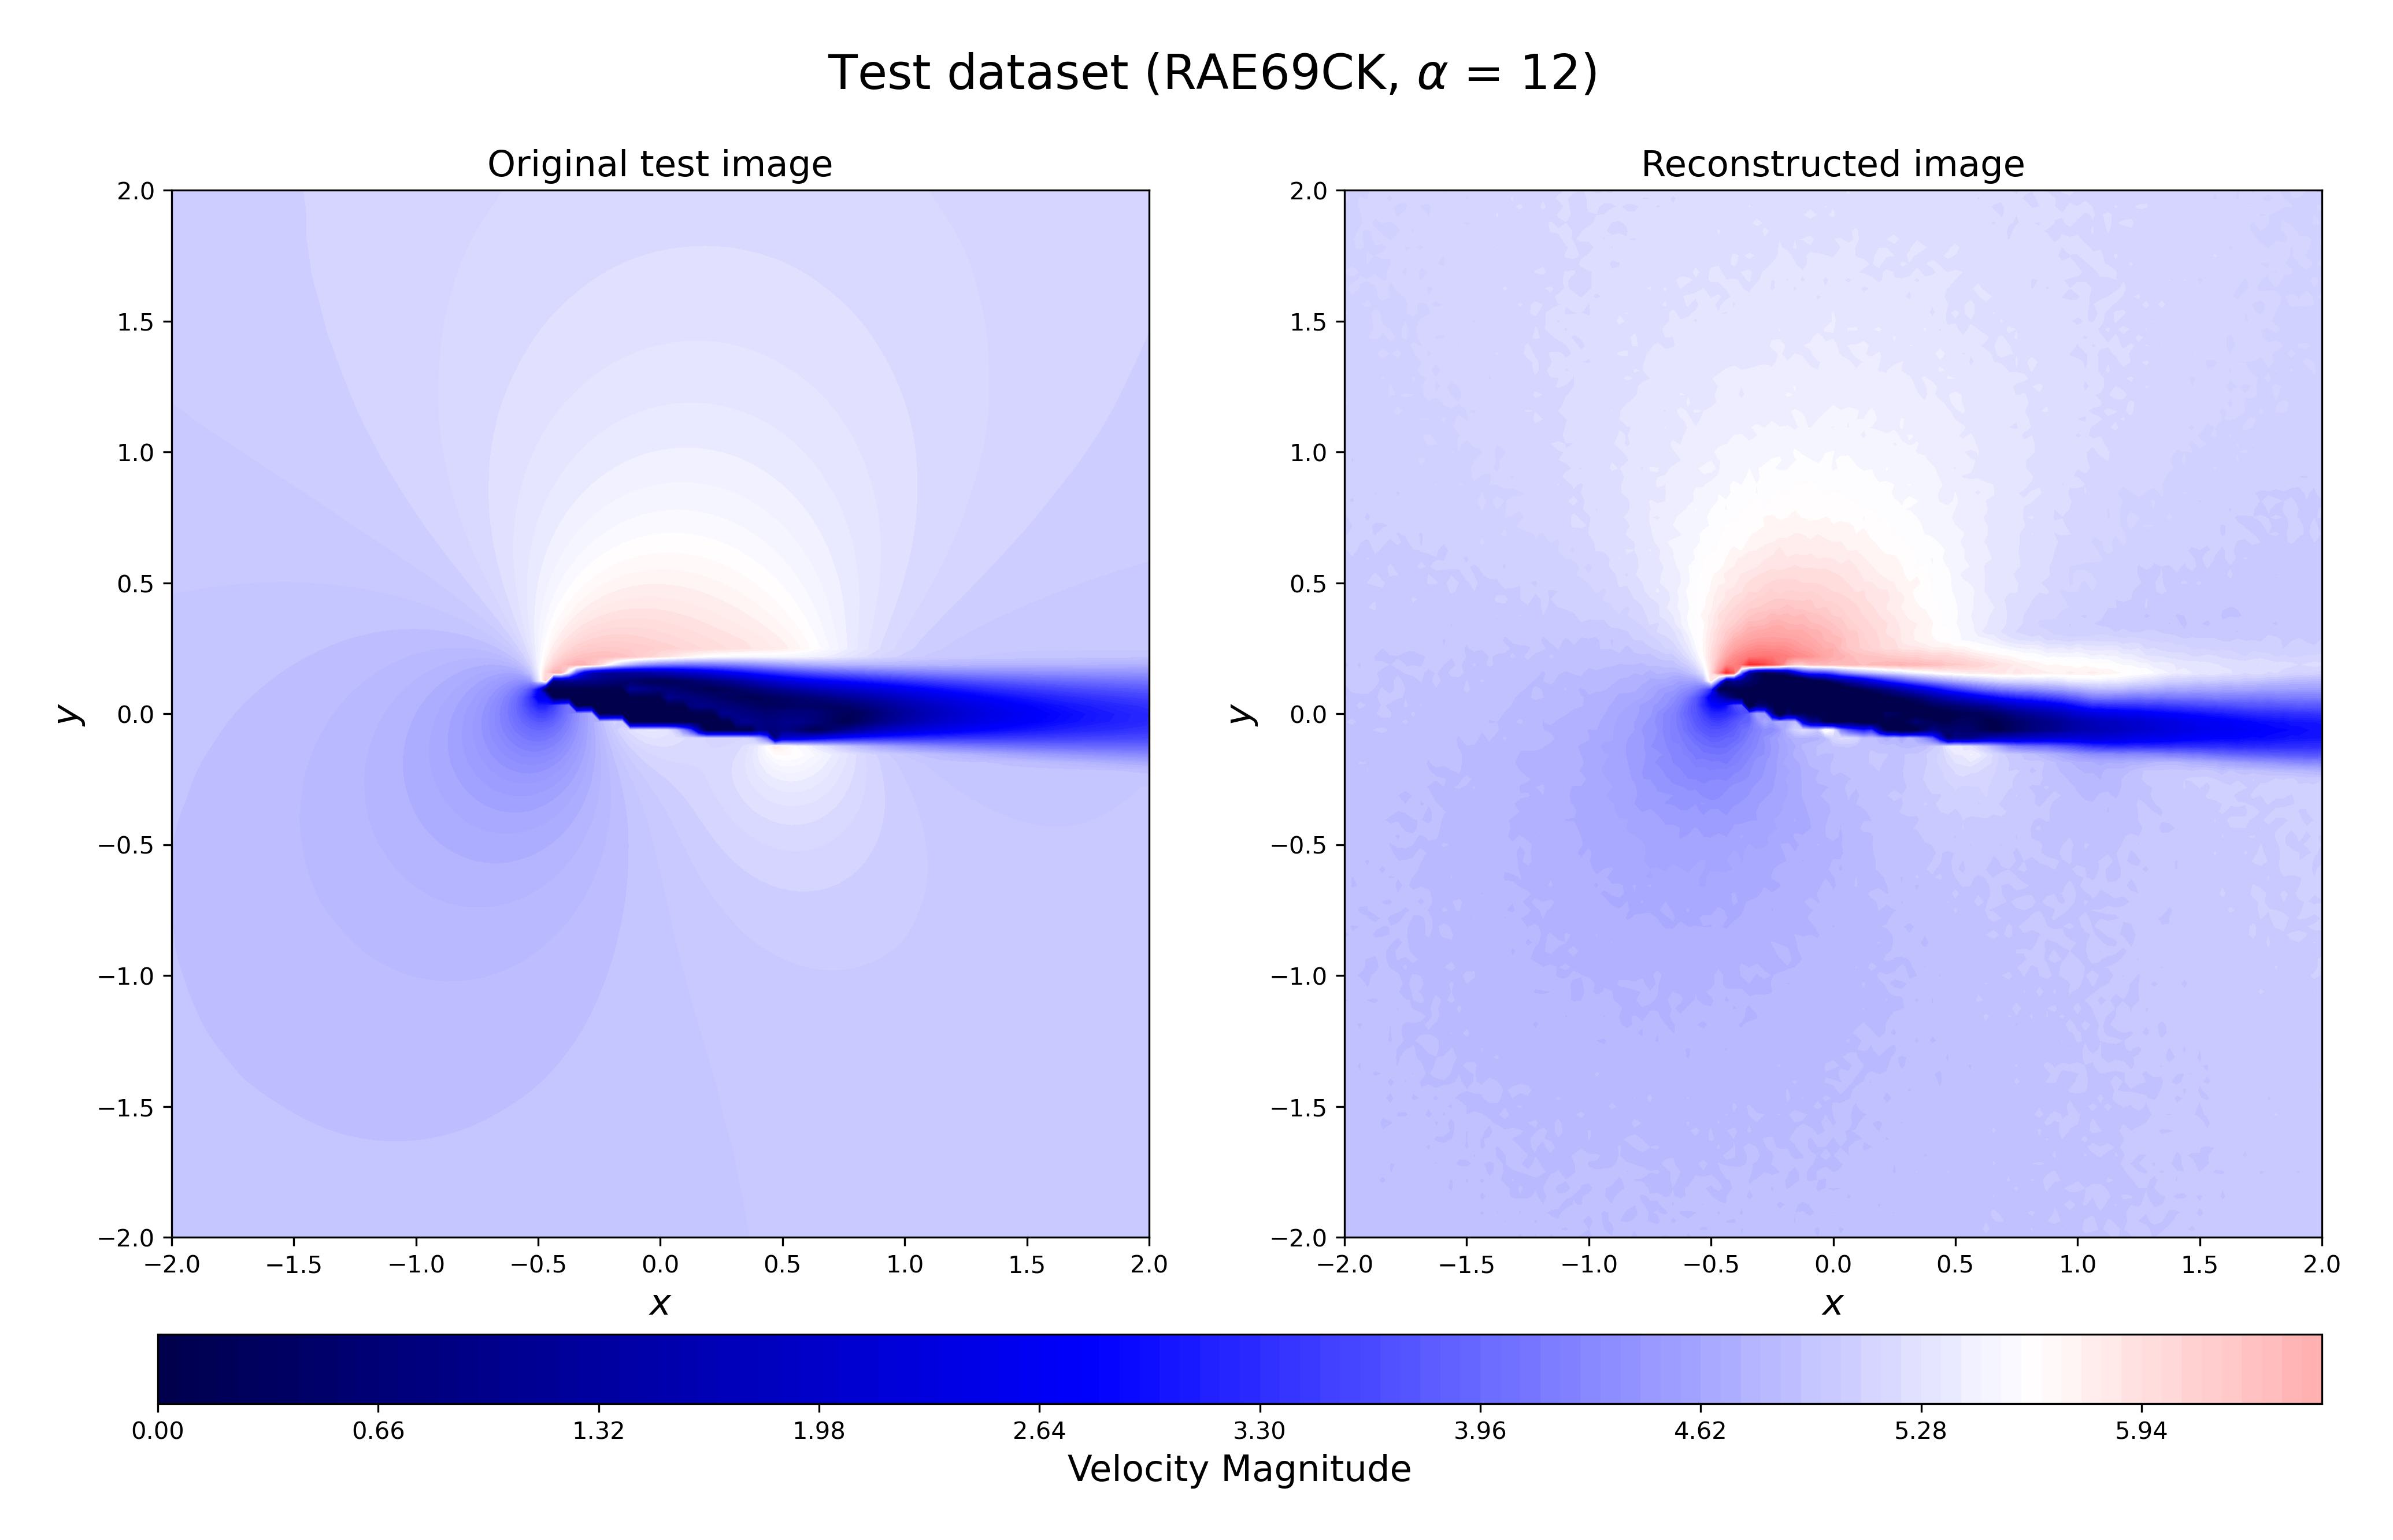 Test dataset (RAE69CK, α = 12)
Original test image
Reconstructed image
2.0
1.5
1.0
0.5
0.0
−0.5
−1.0
−1.5
−2.0
y
−2.0 −1.5 −1.0 −0.5 0.0 0.5 1.0 1.5 2.0
x
2.0
1.5
1.0
0.5
0.0
−0.5
−1.0
−1.5
−2.0
y
−2.0 −1.5 −1.0 −0.5 0.0 0.5 1.0 1.5 2.0
x
0.00 0.66 1.32 1.98 2.64 3.30 3.96 4.62 5.28 5.94
Velocity Magnitude